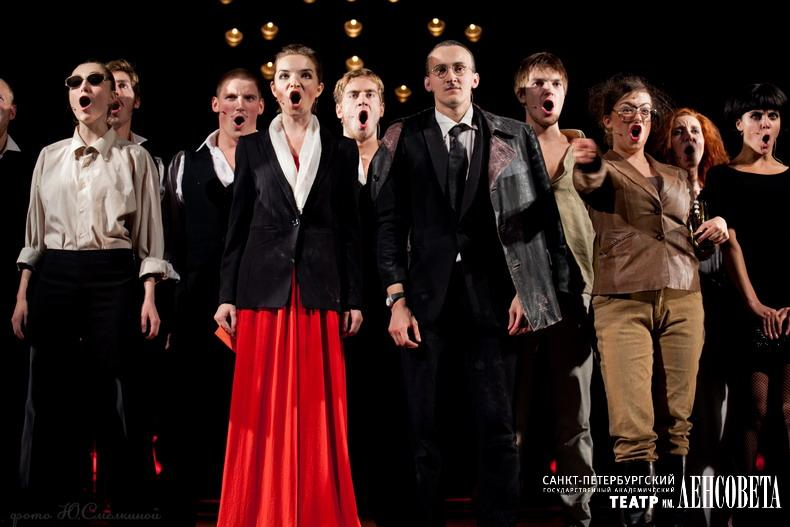 САНКТ-ПЕТЕРБУРГСКИЙ
ГОСУДАРСТВЕННЫЙ АКАДЕМИЧЕСКИЙ
ТЕАТР ИМ. ЛЕНСОВЕТА
фото Ю.Смелкиной